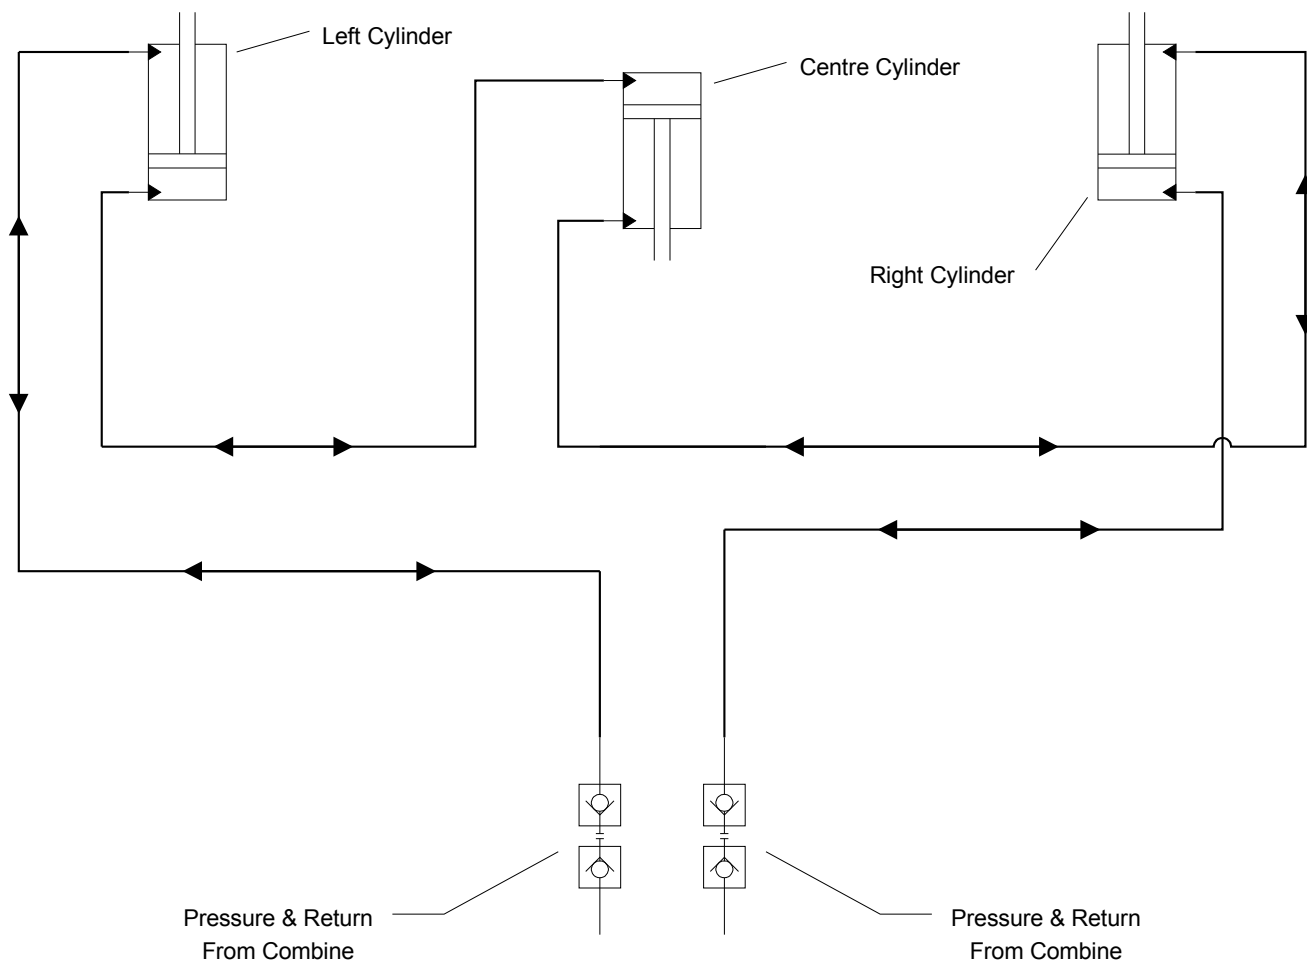 Left Cylinder
Centre Cylinder
Right Cylinder
Pressure & Return
From Combine
Pressure & Return
From Combine